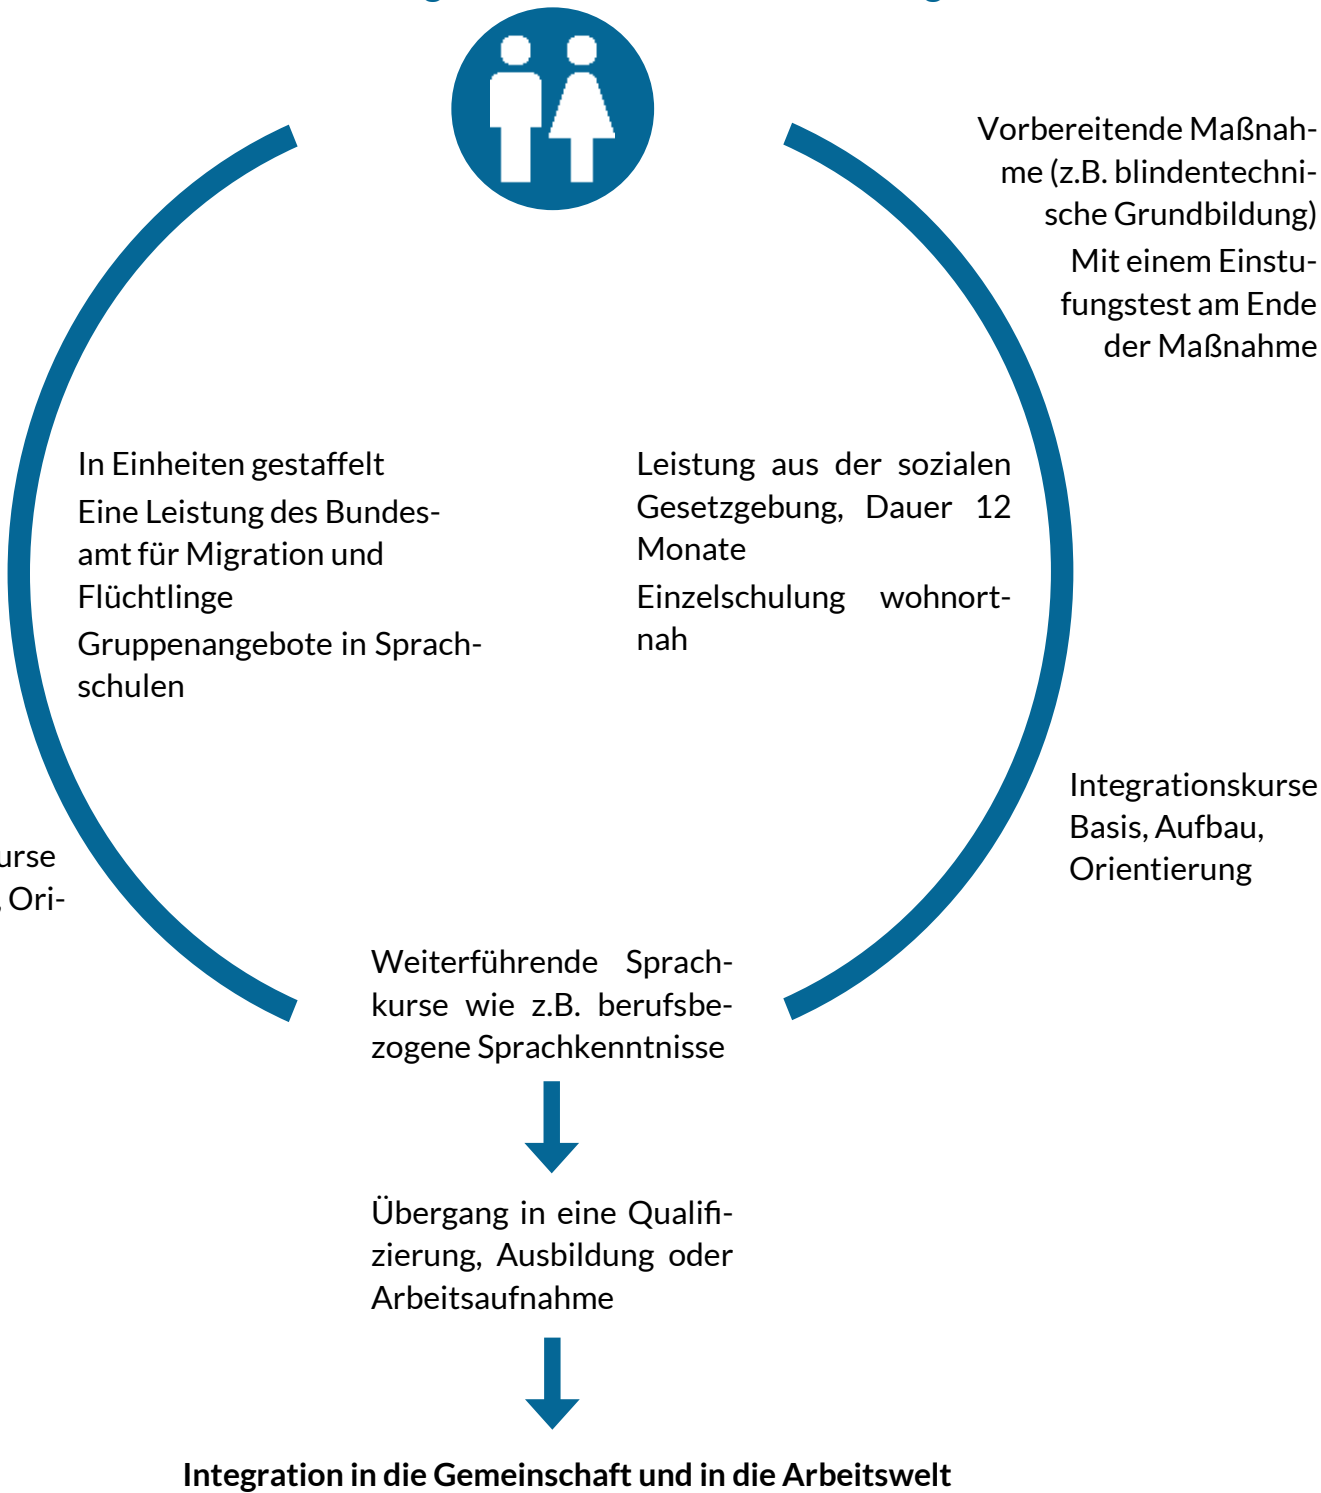 Vorbereitende Maßnah-
me (z.B. blindentechni-
sche Grundbildung)
Mit einem Einstu-
fungstest am Ende
der Maßnahme
In Einheiten gestaffelt
Eine Leistung des Bundes-
amt für Migration und
Flüchtlinge
Gruppenangebote in Sprach-
schulen
Leistung aus der sozialen
Gesetzgebung, Dauer 12
Monate
Einzelschulung wohnort-
nah
Integrationskurse
Basis, Aufbau,
Orientierung
urse
, Ori-
Weiterführende Sprach-
kurse wie z.B. berufsbe-
zogene Sprachkenntnisse
Übergang in eine Qualifi-
zierung, Ausbildung oder
Arbeitsaufnahme
Integration in die Gemeinschaft und in die Arbeitswelt